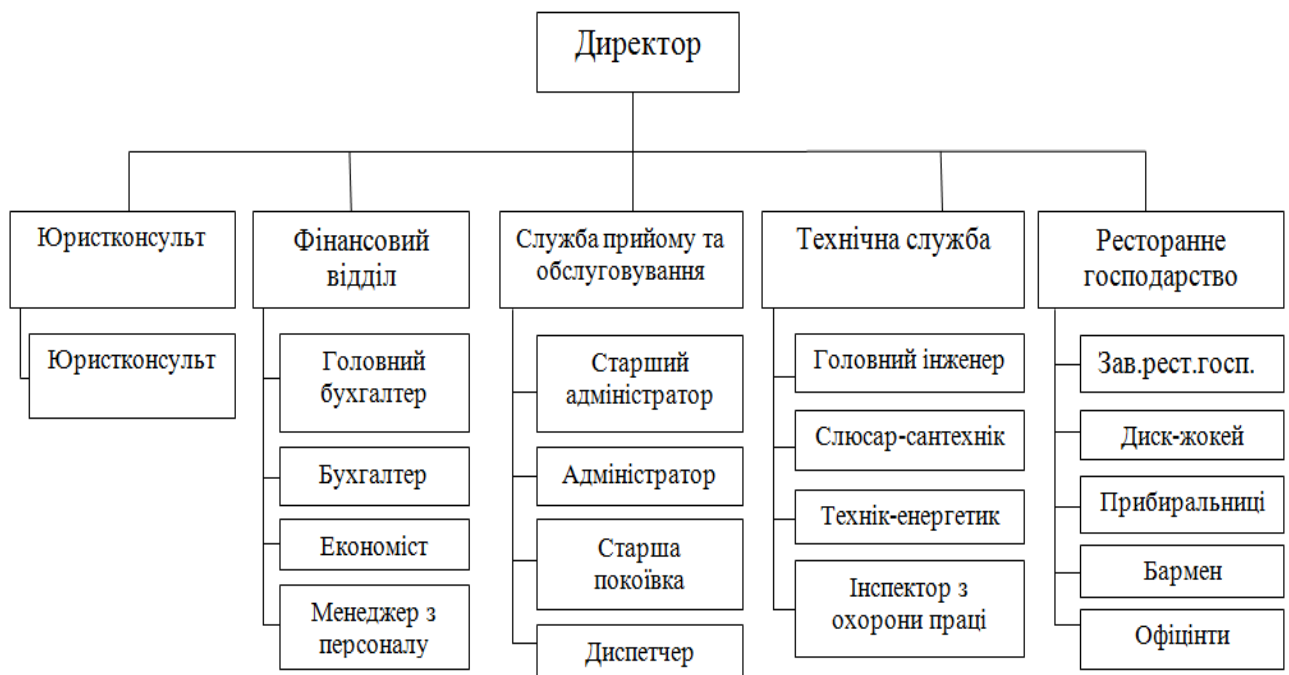 Директор
Юристконсульт
Фінансовий
відділ
Служба прийому та
обслуговування
Технічна служба
Ресторанне
господарство
Юристконсульт
Головний
бухгалтер
Бухгалтер
Економіст
Менеджер з
персоналу
Старший
адміністратор
Адміністратор
Старша
покоївка
Диспетчер
Головний інженер
Слюсар-сантехнік
Технік-енергетик
Інспектор з
охорони праці
Зав.рест.госп.
Диск-жокей
Прибиральниці
Бармен
Офіцінти